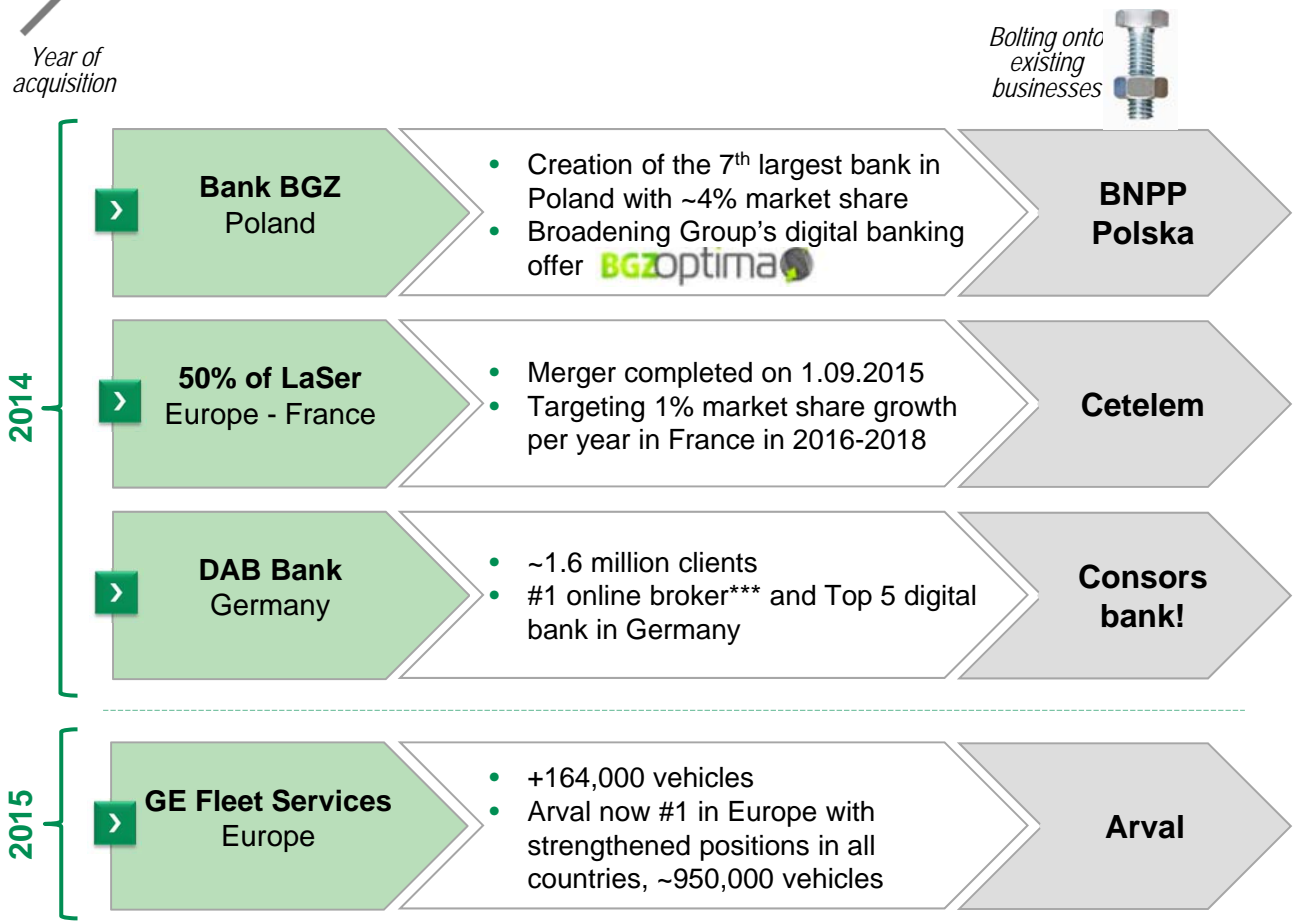 Year of
acquisition
Bolting onto
existing
businesses
2014
Bank BGZ
Poland
• Creation of the 7th largest bank in
Poland with ~4% market share
• Broadening Group's digital banking
offer BGZoptima
BNPP
Polska
50% of LaSer
Europe - France
• Merger completed on 1.09.2015
• Targeting 1% market share growth
per year in France in 2016-2018
Cetelem
DAB Bank
Germany
• ~1.6 million clients
• #1 online broker*** and Top 5 digital
bank in Germany
Consors
bank!
2015
GE Fleet Services
Europe
• +164,000 vehicles
• Arval now #1 in Europe with
strengthened positions in all
countries, ~950,000 vehicles
Arval